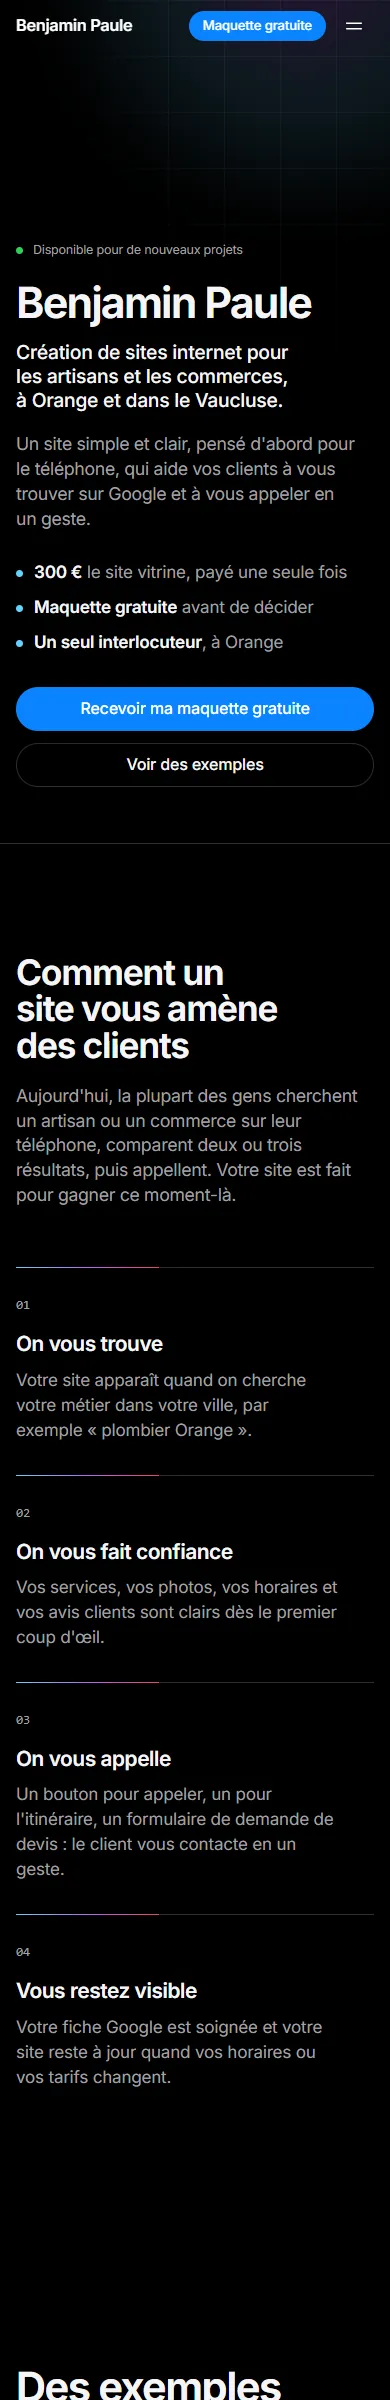 Benjamin Paule
Maquette gratuite
Disponible pour de nouveaux projets
Benjamin Paule
Création de sites internet pour
les artisans et les commerces,
à Orange et dans le Vaucluse.
Un site simple et clair, pensé d'abord pour
le téléphone, qui aide vos clients à vous
trouver sur Google et à vous appeler en
un geste.
300 € le site vitrine, payé une seule fois
Maquette gratuite avant de décider
Un seul interlocuteur, à Orange
Recevoir ma maquette gratuite
Voir des exemples
Comment un
site vous amène
des clients
Aujourd'hui, la plupart des gens cherchent
un artisan ou un commerce sur leur
téléphone, comparent deux ou trois
résultats, puis appellent. Votre site est fait
pour gagner ce moment-là.
01
On vous trouve
Votre site apparaît quand on cherche
votre métier dans votre ville, par
exemple « plombier Orange ».
02
On vous fait confiance
Vos services, vos photos, vos horaires et
vos avis clients sont clairs dès le premier
coup d'œil.
03
On vous appelle
Un bouton pour appeler, un pour
l'itinéraire, un formulaire de demande de
devis : le client vous contacte en un
geste.
04
Vous restez visible
Votre fiche Google est soignée et votre
site reste à jour quand vos horaires ou
vos tarifs changent.
Des exemples